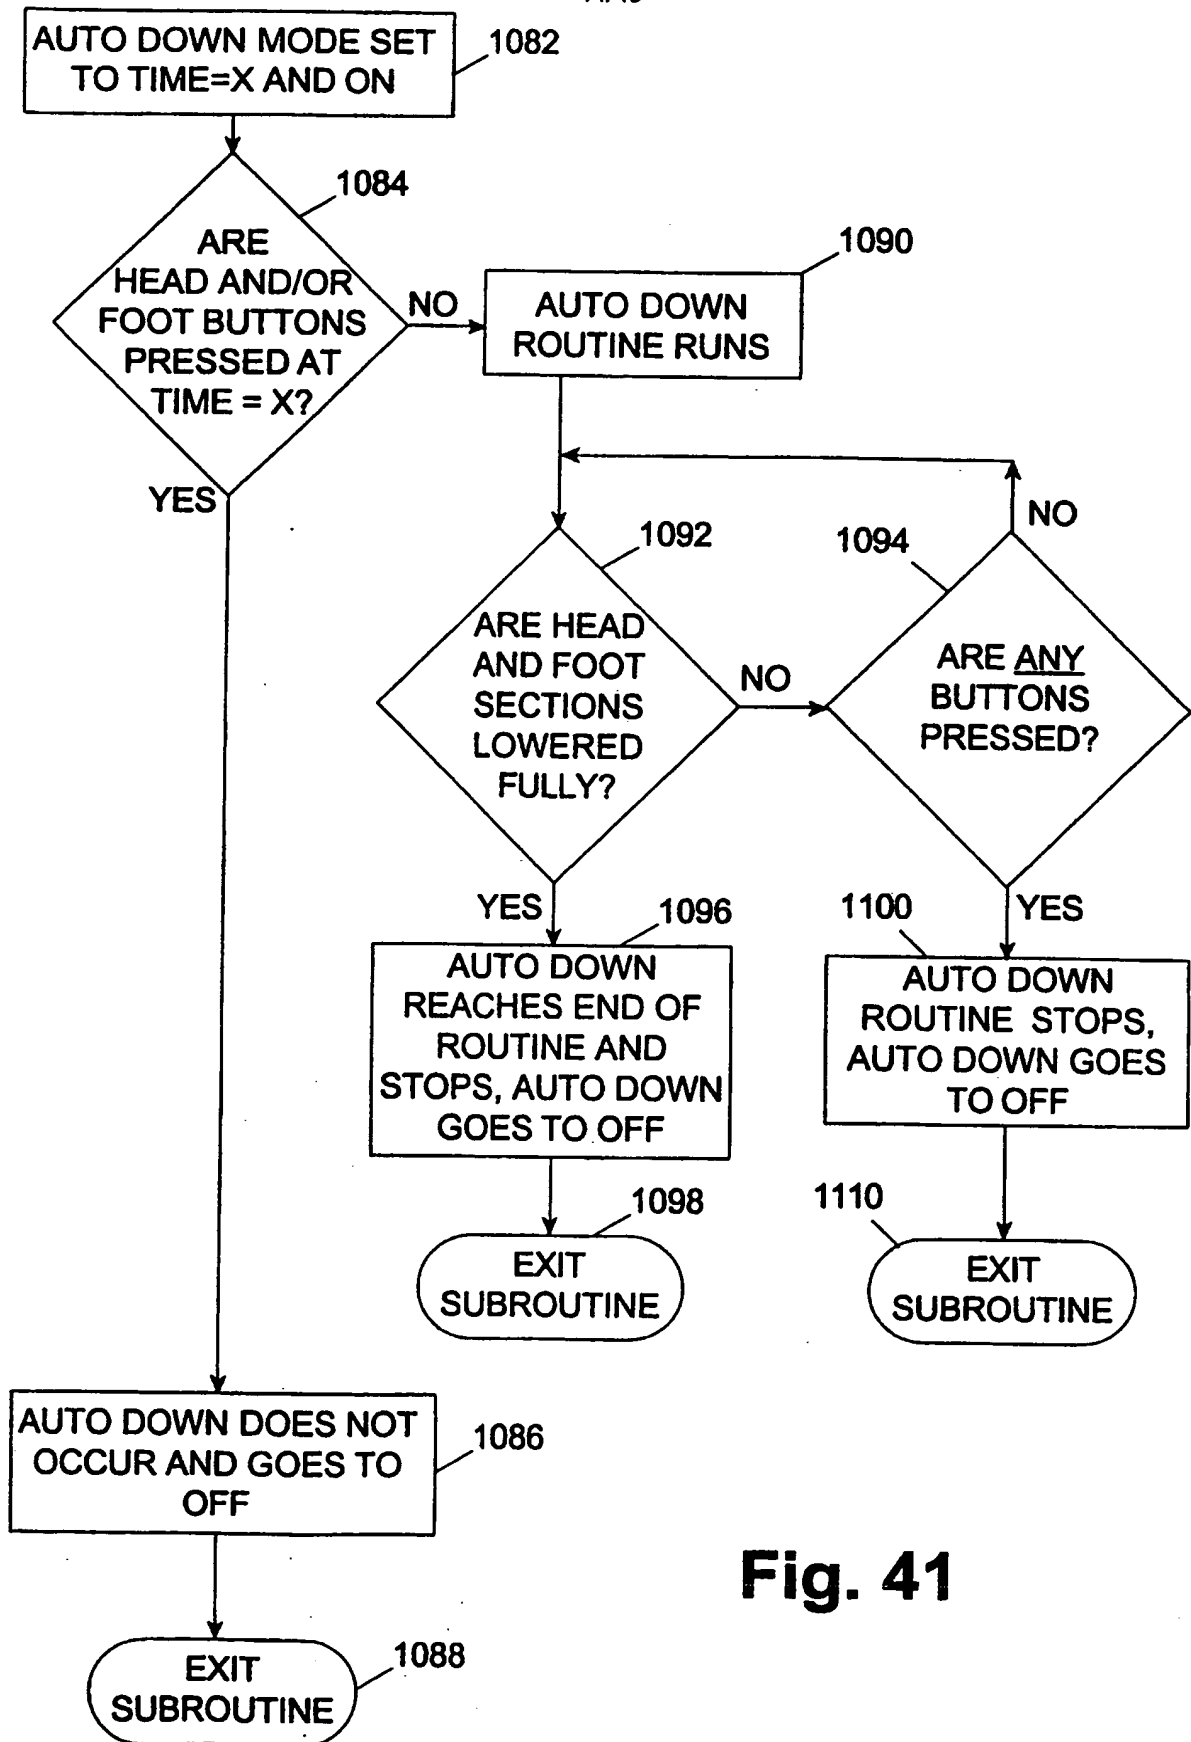 AUTO DOWN MODE SET
TO TIME=X AND ON
1082
1084
ARE
HEAD AND/OR
FOOT BUTTONS
PRESSED AT
TIME = X?
NO
YES
1090
AUTO DOWN
ROUTINE RUNS
1092
ARE HEAD
AND FOOT
SECTIONS
LOWERED
FULLY?
NO
YES
1094
NO
ARE ANY
BUTTONS
PRESSED?
YES
1096
AUTO DOWN
REACHES END OF
ROUTINE AND
STOPS, AUTO DOWN
GOES TO OFF
1098
EXIT
SUBROUTINE
1100
AUTO DOWN
ROUTINE STOPS,
AUTO DOWN GOES
TO OFF
1110
EXIT
SUBROUTINE
AUTO DOWN DOES NOT
OCCUR AND GOES TO
OFF
1086
EXIT
SUBROUTINE
1088
Fig. 41